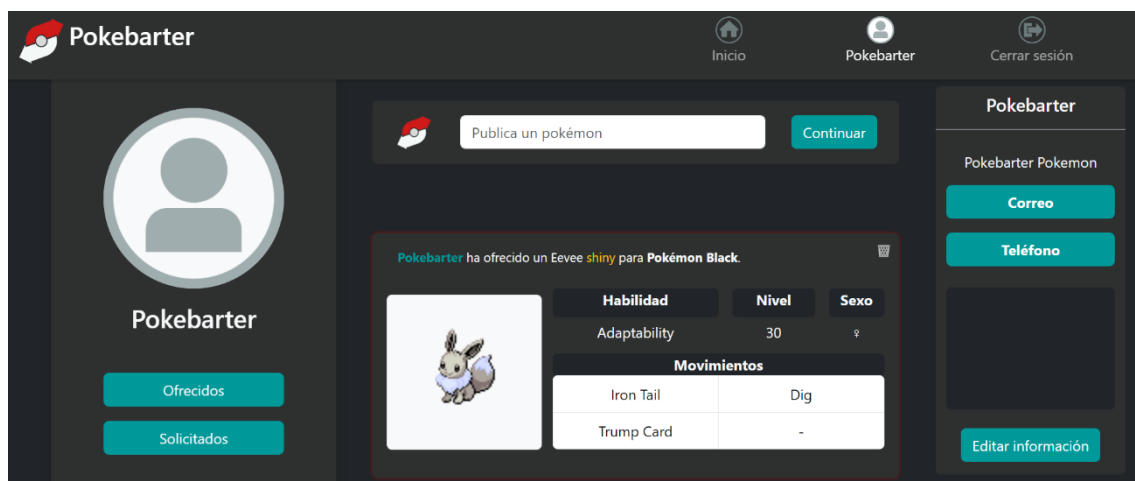 Pokebarter
Inicio
Pokebarter
Cerrar sesión
Pokebarter
Ofrecidos
Solicitados
Publica un pokémon
Continuar
Pokebarter ha ofrecido un Eevee shiny para Pokémon Black.
Habilidad Nivel Sexo
Adaptability 30 ♀
Movimientos
Iron Tail Dig
Trump Card -
Pokebarter
Pokebarter Pokemon
Correo
Teléfono
Editar información